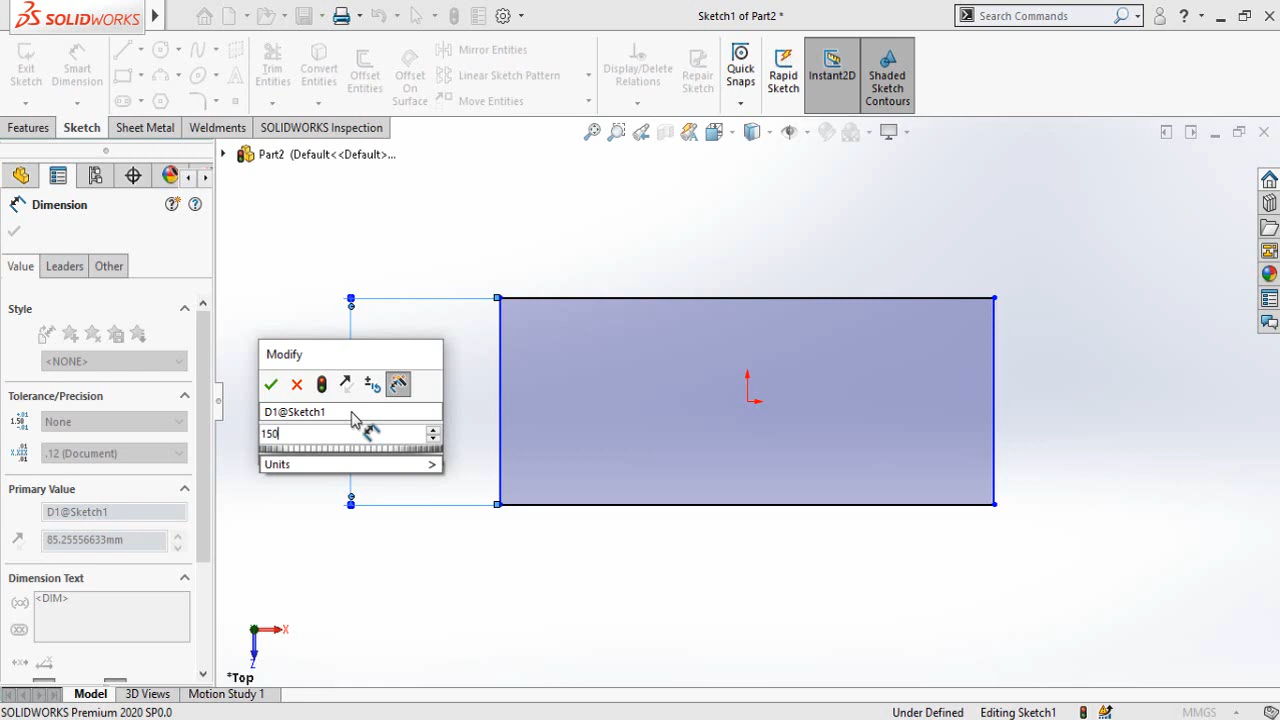 SOLIDWORKS
Sketch1 of Part2 *
Search Commands
?
Exit Sketch
Smart Dimension
Trim Entities
Convert Entities
Offset Entities
Offset On Surface
Mirror Entities
Linear Sketch Pattern
Move Entities
Display/Delete Relations
Repair Sketch
Quick Snaps
Rapid Sketch
Instant2D
Shaded Sketch Contours
Features
Sketch
Sheet Metal
Weldments
SOLIDWORKS Inspection
Part2 (Default<<Default>...
Dimension
Value
Leaders
Other
Style
<NONE>
Tolerance/Precision
None
.12 (Document)
Primary Value
D1@Sketch1
85.25556633mm
Dimension Text
<DIM>
Modify
D1@Sketch1
150
Units >
X
Z
*Top
Model
3D Views
Motion Study 1
SOLIDWORKS Premium 2020 SP0.0
Under Defined
Editing Sketch1
MMGS